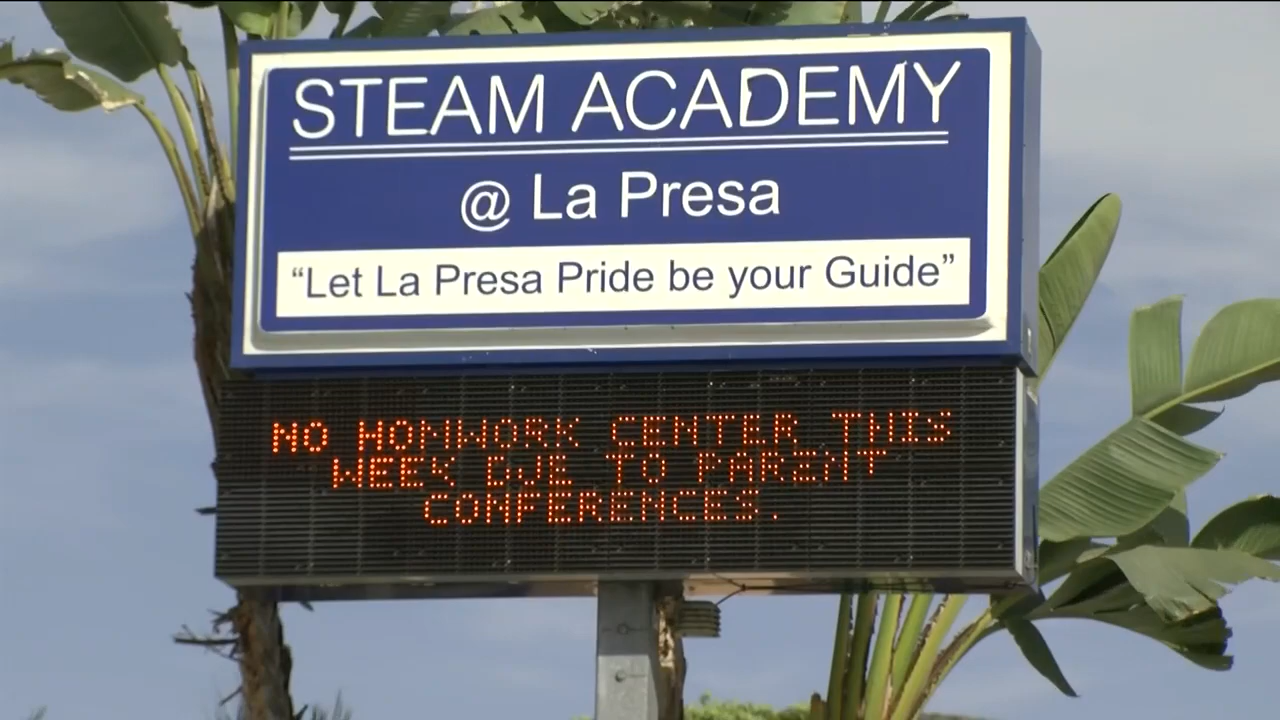 STEAM ACADEMY
@ La Presa
“Let La Presa Pride be your Guide”
NO HOMWORK CENTER THIS
WEEK DUE TO PARENT
CONFERENCES.